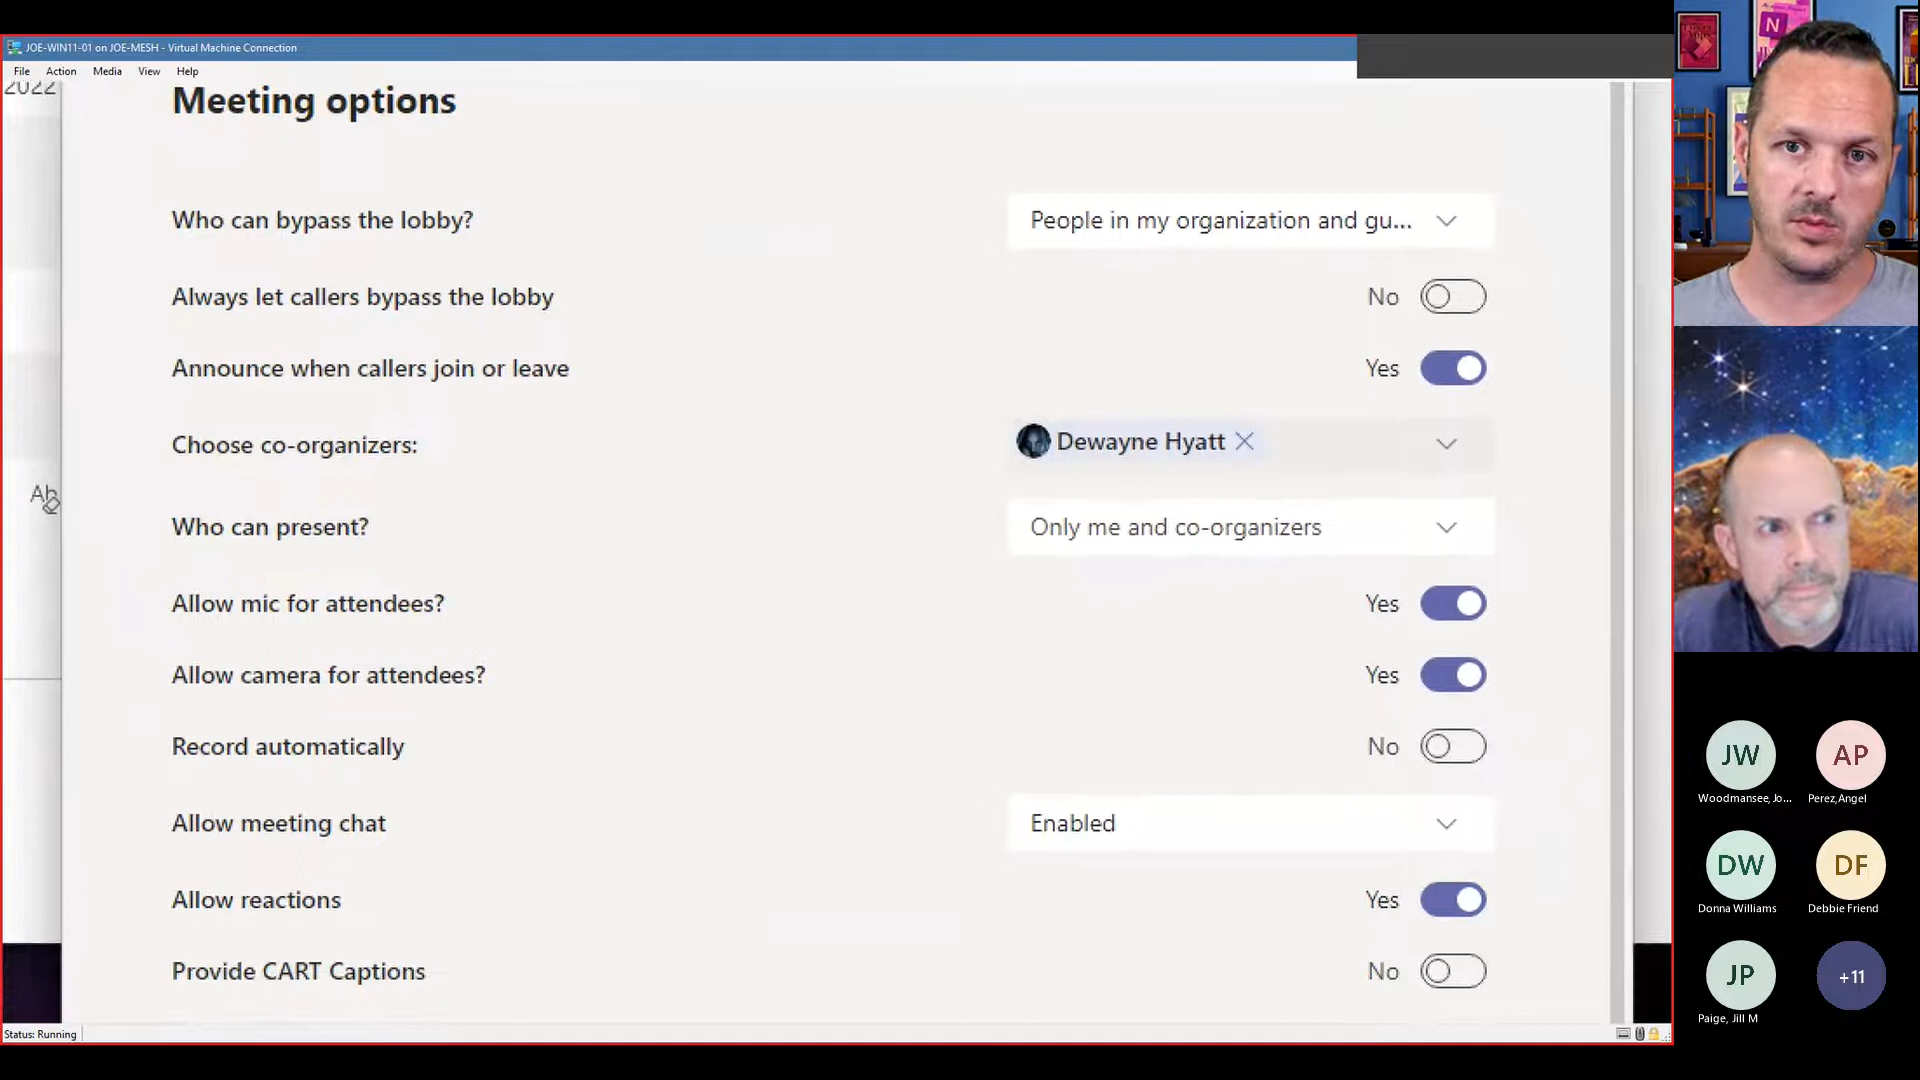 JOE-WIN11-01 on JOE-MESH - Virtual Machine Connection
File Action Media View Help
2022
Meeting options
Who can bypass the lobby? People in my organization and gu...
Always let callers bypass the lobby No
Announce when callers join or leave Yes
Choose co-organizers: Dewayne Hyatt
Ab
Who can present? Only me and co-organizers
Allow mic for attendees? Yes
Allow camera for attendees? Yes
Record automatically No
Allow meeting chat Enabled
Allow reactions Yes
Provide CART Captions No
Status: Running
N
JW AP
Woodmansee, Jo... Perez,Angel
DW DF
Donna Williams Debbie Friend
JP +11
Paige, Jill M